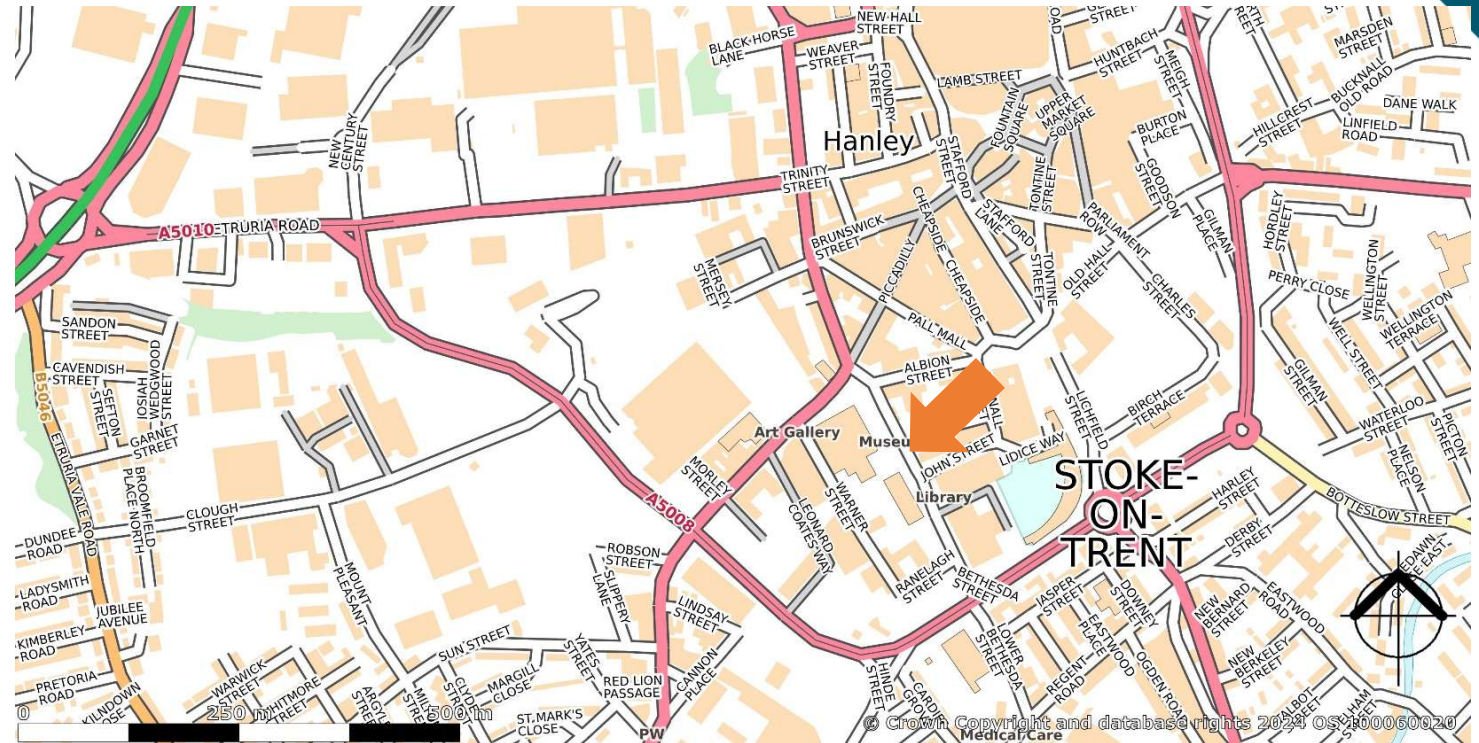 NEW HALL
STREET
BLACK HORSE
LANE
WEAVER
STREET
FOUNDRY
STREET
HUNTBACH
STREET
MEIGH
STREET
MARSDEN
STREET
BUCKNALL
OLD ROAD
DANE WALK
LINFIELD
ROAD
HILLCREST
STREET
LAMB STREET
FOUNTAIN
SQUARE
UPPER
MARKET
SQUARE
BURTON
PLACE
NEW
CENTURY
STREET
Hanley
STAFFORD
STREET
TRINITY
STREET
TONTINE
STREET
GOODSON
STREET
GILMAN
PLACE
HORDLEY
STREET
A5010
ETRURIA ROAD
BRUNSWICK
STREET
CHEAPSIDE
CHEAPSIDE
STAFFORD
LANE
PARLIAMENT
ROW
OLD HALL
STREET
TONTINE
STREET
MERSEY
STREET
PICCADILLY
CHARLES
STREET
PERRY CLOSE
WELLINGTON
STREET
WELLINGTON
TERRACE
WELL STREET
SANDON
STREET
PALL MALL
ALBION
STREET
CAVENDISH
STREET
SEFTON
STREET
JOSIAH
WEDGWOOD
STREET
B5046
GARNET
STREET
LICHFIELD
STREET
BIRCH
TERRACE
GILMAN
STREET
WATERLOO
STREET
PICTON
STREET
NELSON
PLACE
Art Gallery
Museu
MALL
JOHN STREET
LIDICE WAY
Library
STOKE-
ON-
TRENT
ETRURIA VALE ROAD
BROOMFIELD
PLACE NORTH
MORLEY
STREET
A5008
LEONARD
COATES WAY
WARNER
STREET
HARLEY
STREET
BOTTESLOW STREET
DUNDEE
ROAD
CLOUGH
STREET
DERBY
STREET
ROBSON
STREET
SLIPPERY
LANE
RANELAGH
STREET
BETHESDA
STREET
JASPER
STREET
LADYSMITH
ROAD
JUBILEE
AVENUE
MOUNT
PLEASANT
LINDSAY
STREET
DOWNEY
STREET
NEW
BERNARD
STREET
EASTWOOD
ROAD
KIMBERLEY
ROAD
SUN STREET
YATES
STREET
CANNON
PLACE
LOWER
BETHESDA
STREET
EASTWOOD
PLACE
REGENT
ROAD
OGDEN ROAD
NEW
BERKELEY
STREET
PRETORIA
ROAD
WARWICK
STREET
WHITMORE
STREET
MARGILL
CLOSE
RED LION
PASSAGE
HINDE
STREET
ST.MARK'S
CLOSE
PW
0
250 m
500 m
© Crown Copyright and database rights 2024 OS 100060020
Medical Care